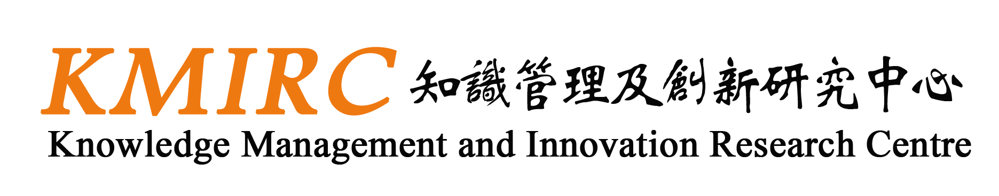 KMIRC 知識管理及創新研究中心
Knowledge Management and Innovation Research Centre